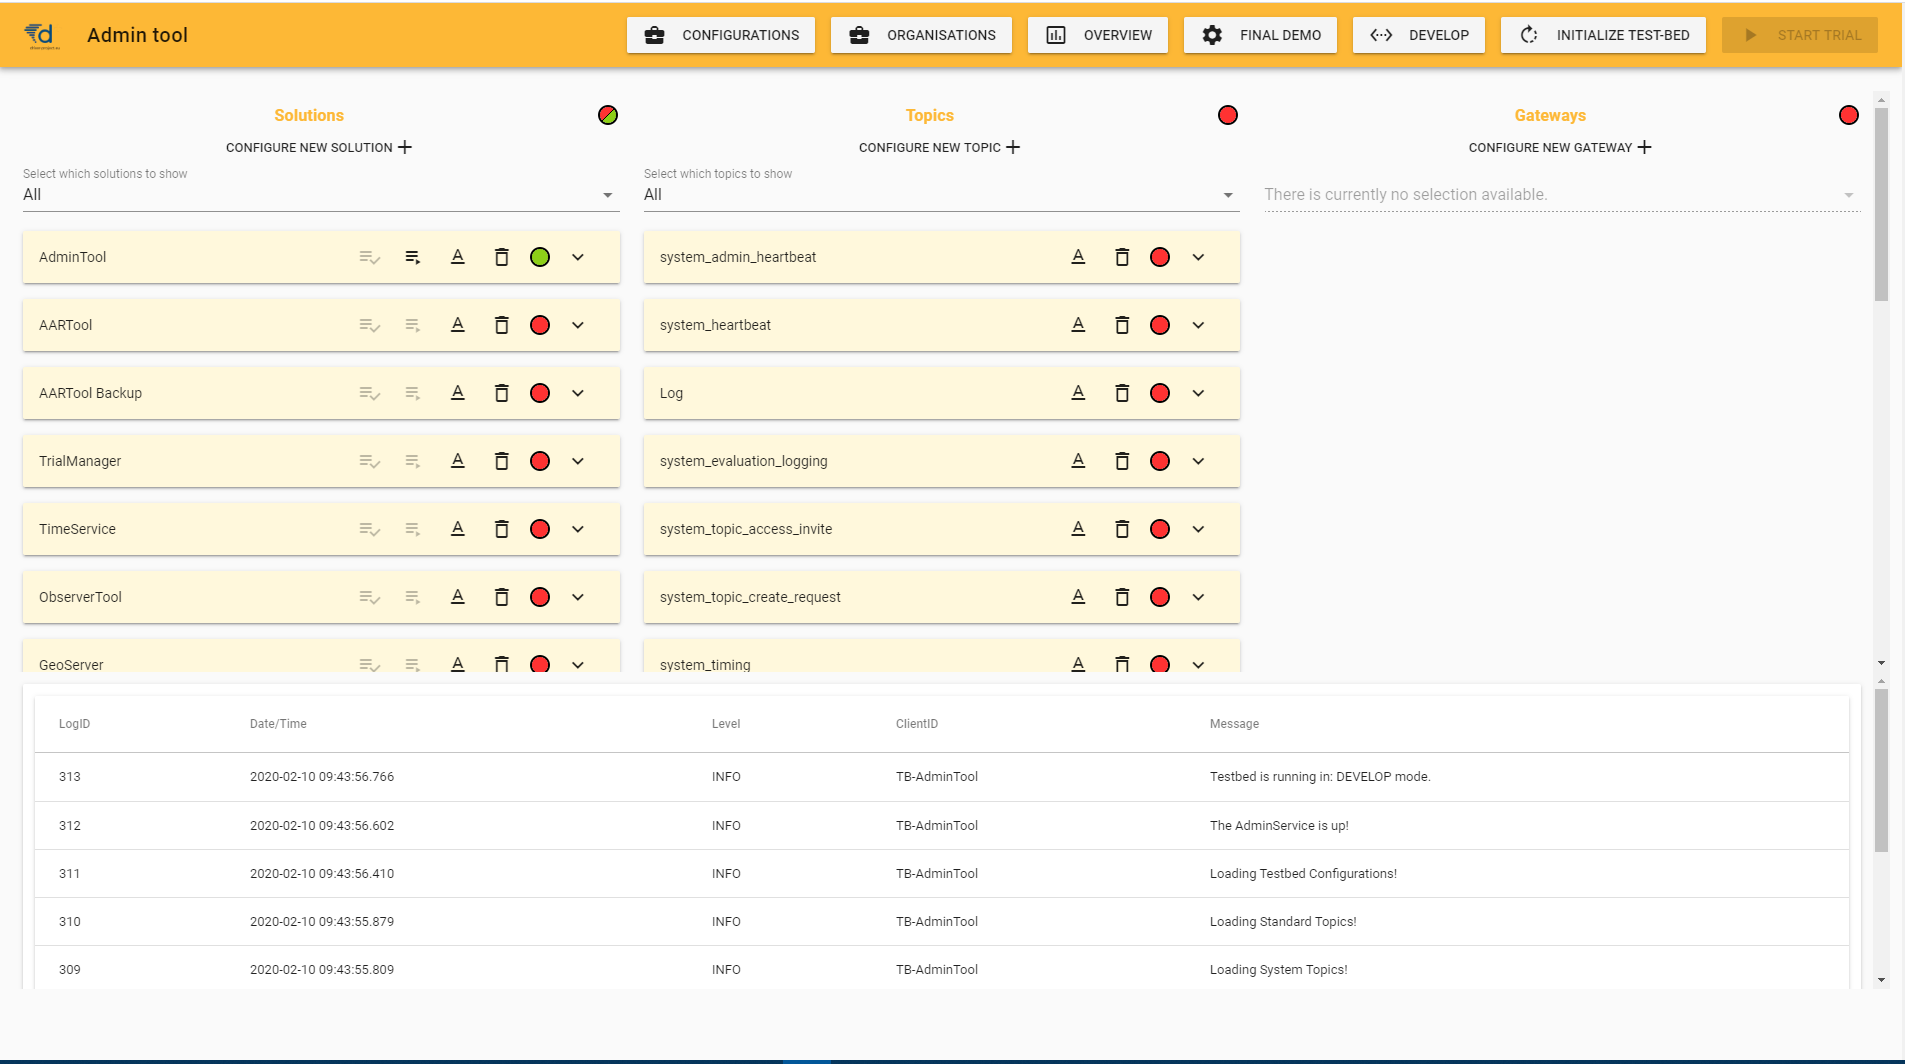 Admin tool
CONFIGURATIONS
ORGANISATIONS
OVERVIEW
FINAL DEMO
DEVELOP
INITIALIZE TEST-BED
START TRIAL
Solutions
CONFIGURE NEW SOLUTION
Select which solutions to show
All
AdminTool
AARTool
AARTool Backup
TrialManager
TimeService
ObserverTool
GeoServer
Topics
CONFIGURE NEW TOPIC
Select which topics to show
All
system_admin_heartbeat
system_heartbeat
Log
system_evaluation_logging
system_topic_access_invite
system_topic_create_request
system_timing
Gateways
CONFIGURE NEW GATEWAY
There is currently no selection available.
LogID Date/Time Level ClientID Message
313 2020-02-10 09:43:56.766 INFO TB-AdminTool Testbed is running in: DEVELOP mode.
312 2020-02-10 09:43:56.602 INFO TB-AdminTool The AdminService is up!
311 2020-02-10 09:43:56.410 INFO TB-AdminTool Loading Testbed Configurations!
310 2020-02-10 09:43:55.879 INFO TB-AdminTool Loading Standard Topics!
309 2020-02-10 09:43:55.809 INFO TB-AdminTool Loading System Topics!